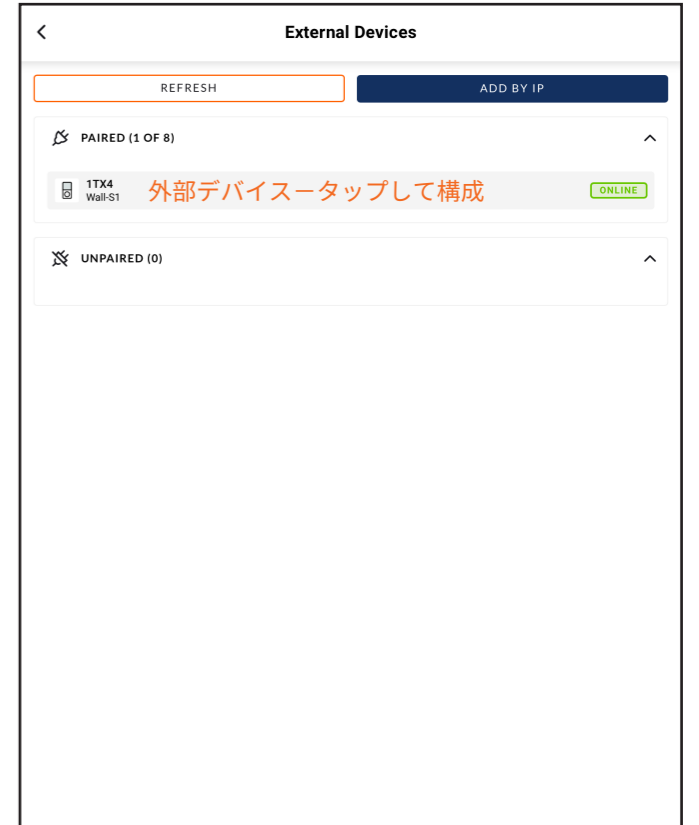 External Devices
REFRESH
ADD BY IP
PAIRED (1 OF 8)
1TX4
Wall-S1
外部デバイスータップして構成
ONLINE
UNPAIRED (0)